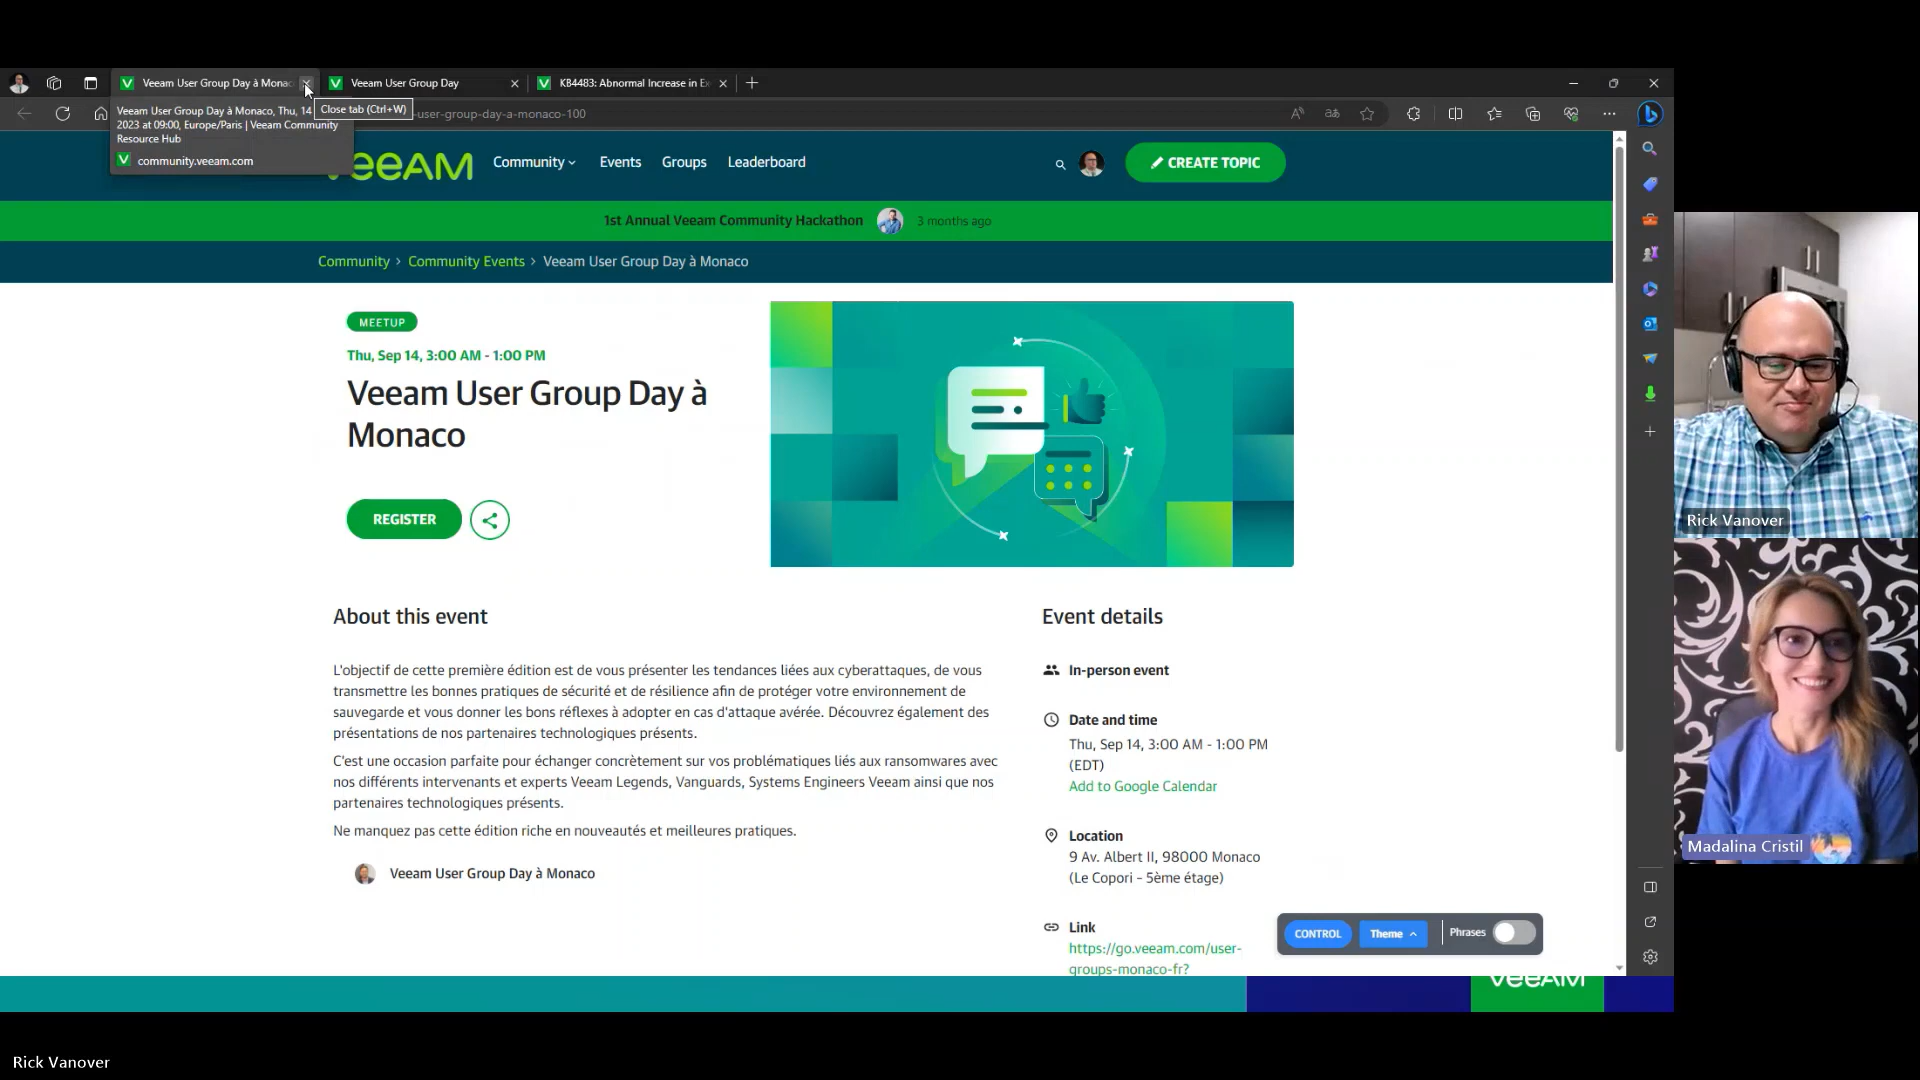 Veeam User Group Day à Monac
Veeam User Group Day
KB4483: Abnormal Increase in Ex
Close tab (Ctrl+W)
Veeam User Group Day à Monaco, Thu, 14
2023 at 09:00, Europe/Paris | Veeam Community
Resource Hub
community.veeam.com
-user-group-day-a-monaco-100
veeAM
Community
Events
Groups
Leaderboard
CREATE TOPIC
1st Annual Veeam Community Hackathon
3 months ago
Community > Community Events > Veeam User Group Day à Monaco
MEETUP
Thu, Sep 14, 3:00 AM - 1:00 PM
Veeam User Group Day à
Monaco
REGISTER
About this event
L'objectif de cette première édition est de vous présenter les tendances liées aux cyberattaques, de vous
transmettre les bonnes pratiques de sécurité et de résilience afin de protéger votre environnement de
sauvegarde et vous donner les bons réflexes à adopter en cas d'attaque avérée. Découvrez également des
présentations de nos partenaires technologiques présents.
C'est une occasion parfaite pour échanger concrètement sur vos problématiques liés aux ransomwares avec
nos différents intervenants et experts Veeam Legends, Vanguards, Systems Engineers Veeam ainsi que nos
partenaires technologiques présents.
Ne manquez pas cette édition riche en nouveautés et meilleures pratiques.
Veeam User Group Day à Monaco
Event details
In-person event
Date and time
Thu, Sep 14, 3:00 AM - 1:00 PM
(EDT)
Add to Google Calendar
Location
9 Av. Albert II, 98000 Monaco
(Le Copori - 5ème étage)
Link
https://go.veeam.com/user-
groups-monaco-fr?
CONTROL
Theme
Phrases
veeAM
Rick Vanover
Madalina Cristil
Rick Vanover